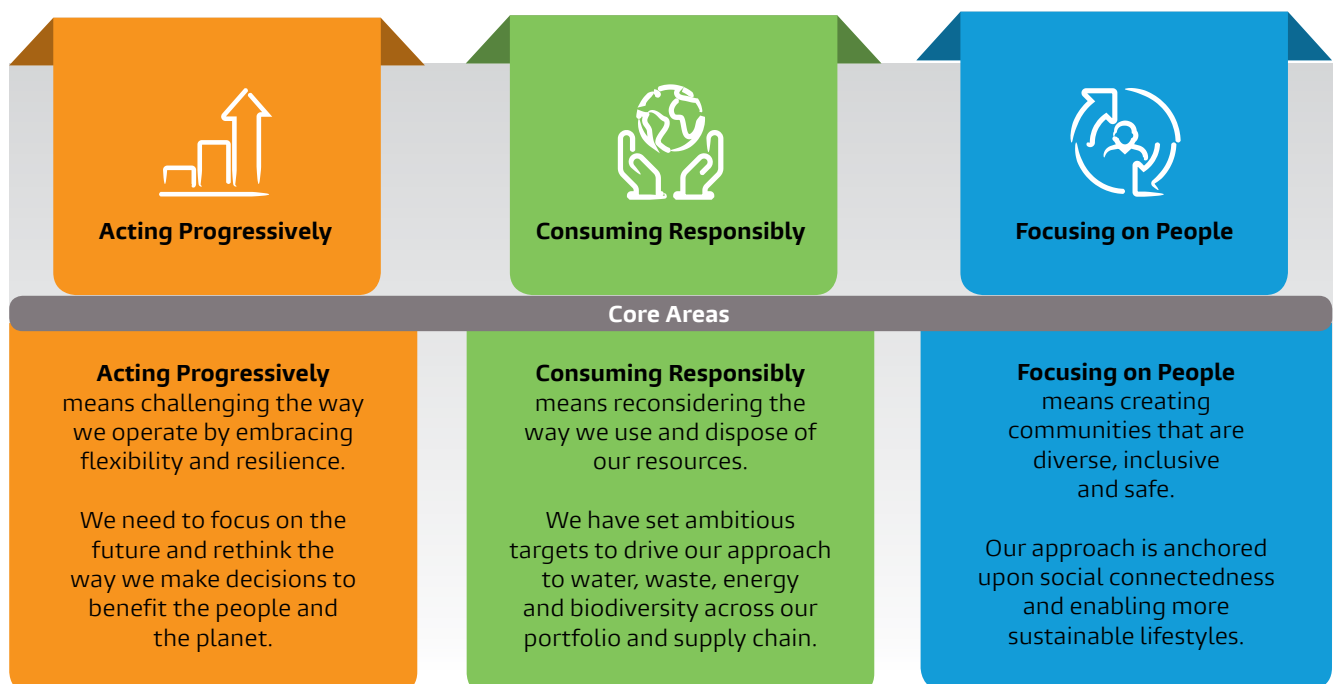 Acting Progressively
Consuming Responsibly
Focusing on People
Core Areas
Acting Progressively
means challenging the way
we operate by embracing
flexibility and resilience.
We need to focus on the
future and rethink the
way we make decisions to
benefit the people and
the planet.
Consuming Responsibly
means reconsidering the
way we use and dispose of
our resources.
We have set ambitious
targets to drive our approach
to water, waste, energy
and biodiversity across our
portfolio and supply chain.
Focusing on People
means creating
communities that are
diverse, inclusive
and safe.
Our approach is anchored
upon social connectedness
and enabling more
sustainable lifestyles.